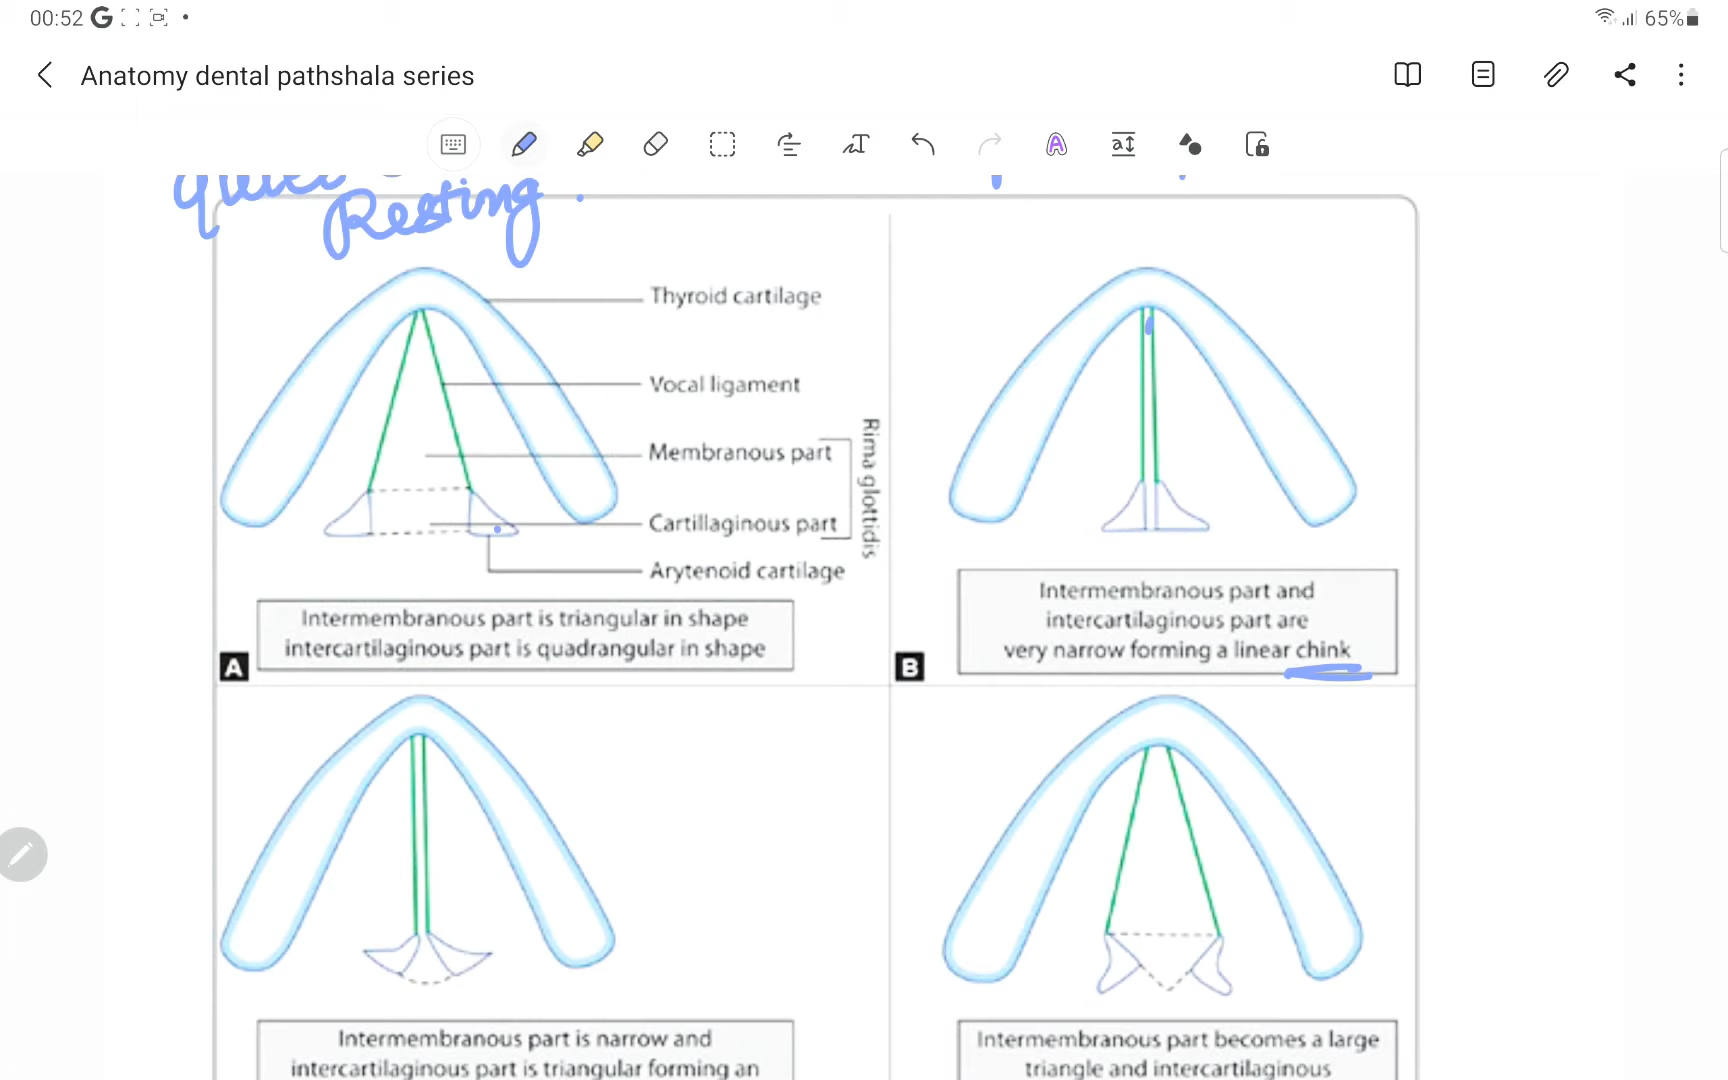 00:52
65%
Anatomy dental pathshala series
Resting
Thyroid cartilage
Vocal ligament
Membranous part
Cartillaginous part
Rima glottidis
Arytenoid cartilage
Intermembranous part is triangular in shape
intercartilaginous part is quadrangular in shape
A
Intermembranous part and
intercartilaginous part are
very narrow forming a linear chink
B
Intermembranous part is narrow and
intercartilaginous part is triangular forming an
Intermembranous part becomes a large
triangle and intercartilaginous